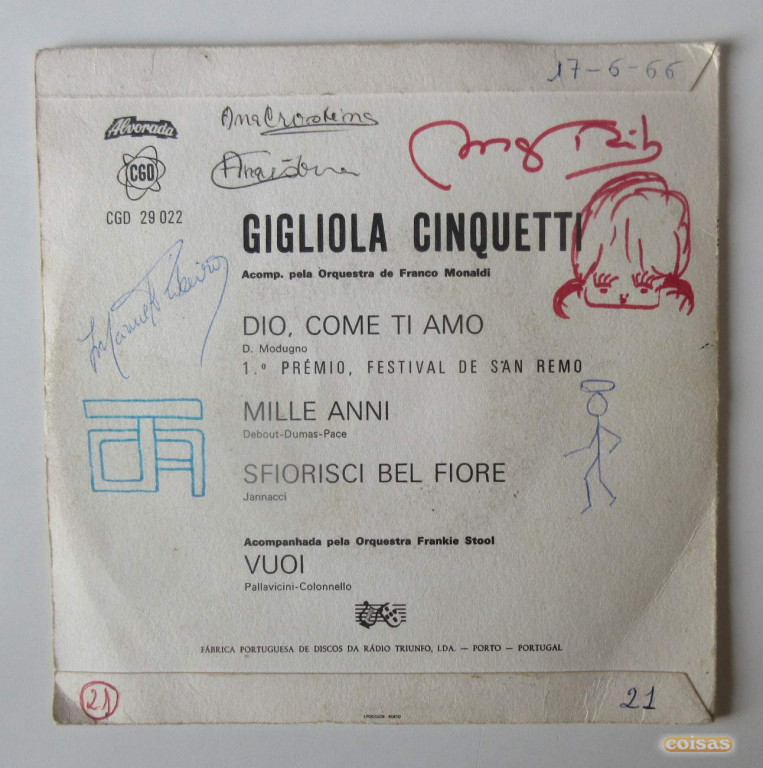 17-6-66
Alvorada
CGD
CGD 29 022
Manuel Ribeiro
GIGLIOLA CINQUETTI
Acomp. pela Orquestra de Franco Monaldi
DIO, COME TI AMO
D. Modugno
1.º PRÉMIO, FESTIVAL DE SAN REMO
MILLE ANNI
Debout-Dumas-Pace
SFIORISCI BEL FIORE
Jannacci
Acompanhada pela Orquestra Frankie Stool
VUOI
Pallavicini-Colonnello
FÁBRICA PORTUGUESA DE DISCOS DA RÁDIO TRIUNFO, LDA. — PORTO — PORTUGAL
21
21
coisas